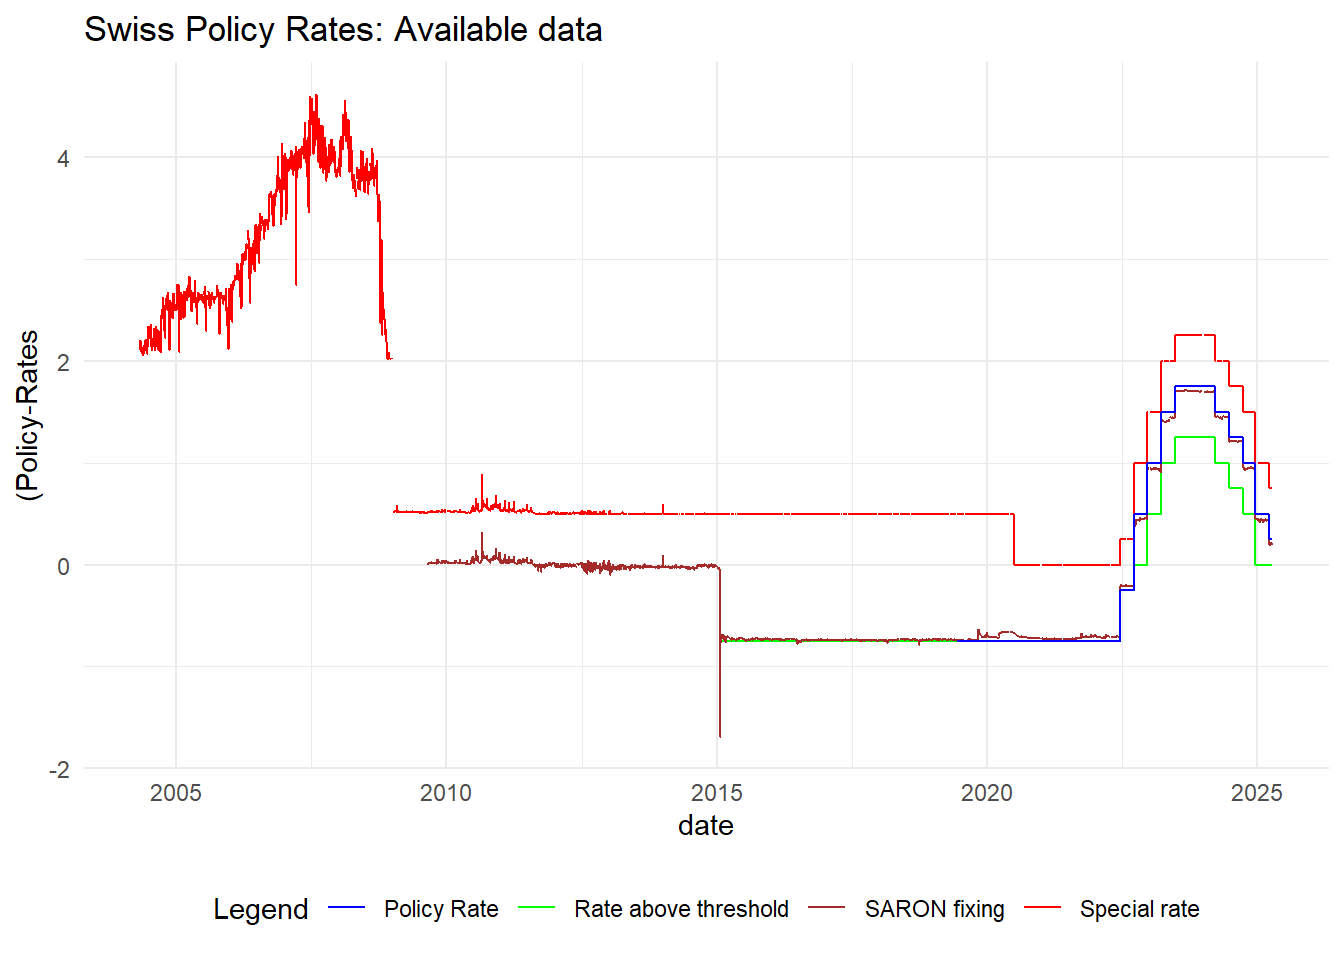 Swiss Policy Rates: Available data
(Policy-Rates
4
2
0
-2
2005 2010 2015 2020 2025
date
Legend Policy Rate Rate above threshold SARON fixing Special rate